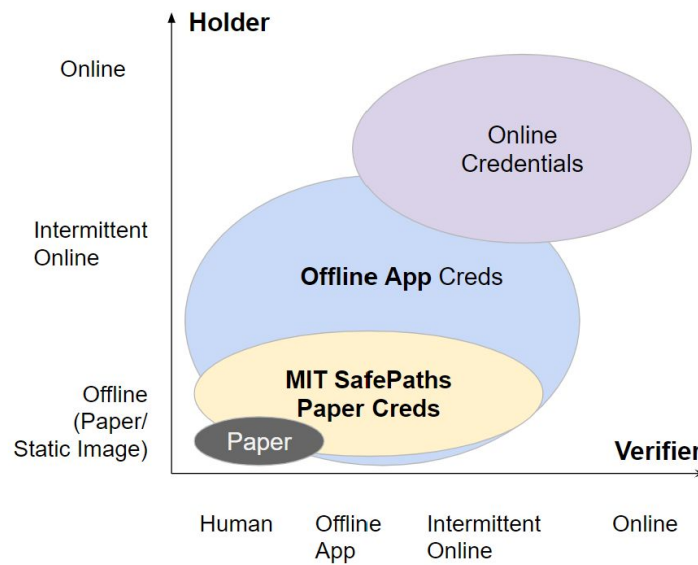 Holder
Online
Online
Credentials
Intermittent
Online
Offline App Creds
MIT SafePaths
Paper Creds
Offline
(Paper/
Static Image)
Paper
Verifier
Human
Offline
App
Intermittent
Online
Online